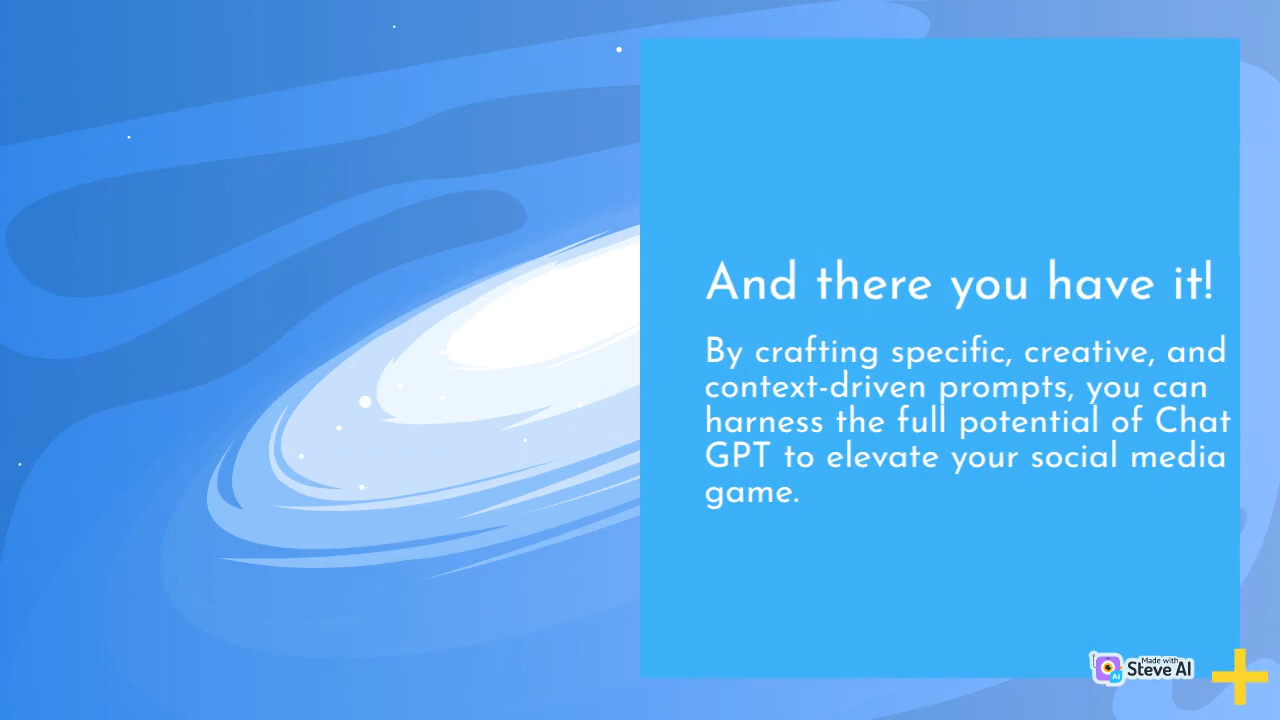 And there you have it!
By crafting specific, creative, and
context-driven prompts, you can
harness the full potential of Chat
GPT to elevate your social media
game.
Made with
Steve AI
AI